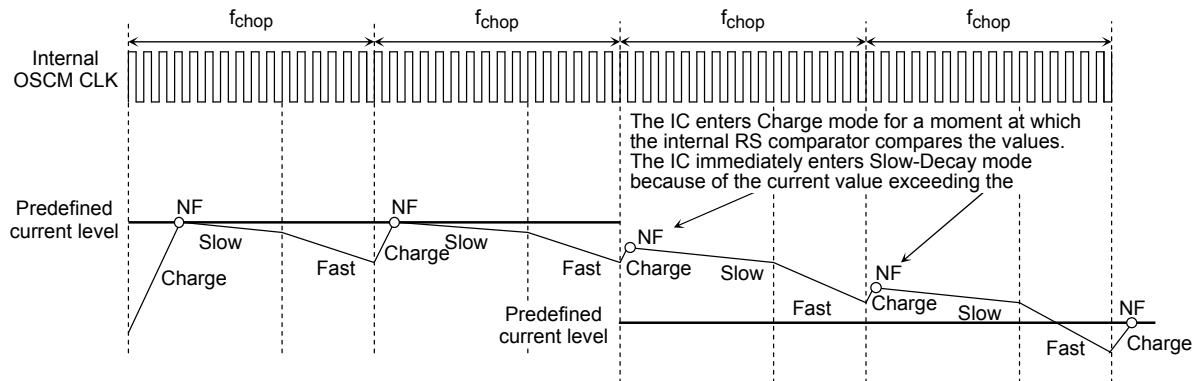 fchop fchop fchop fchop
Internal
OSCM CLK
The IC enters Charge mode for a moment at which
the internal RS comparator compares the values.
The IC immediately enters Slow-Decay mode
because of the current value exceeding the
Predefined
current level
NF
Slow
Charge
Fast
NF
Charge
Slow
Fast
NF
Charge
Slow
Fast
NF
Charge
Slow
Fast
NF
Charge
Predefined
current level